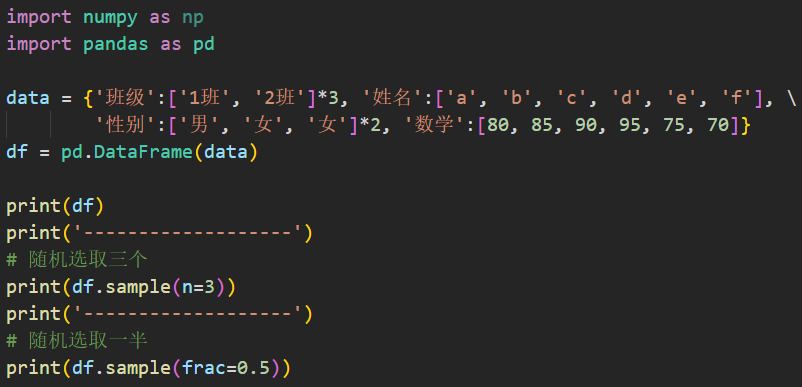 import numpy as np
import pandas as pd
data = {'班级':['1班', '2班']*3, '姓名':['a', 'b', 'c', 'd', 'e', 'f'], \
'性别':['男', '女', '女']*2, '数学':[80, 85, 90, 95, 75, 70]}
df = pd.DataFrame(data)
print(df)
print('-------------------')
# 随机选取三个
print(df.sample(n=3))
print('-------------------')
# 随机选取一半
print(df.sample(frac=0.5))